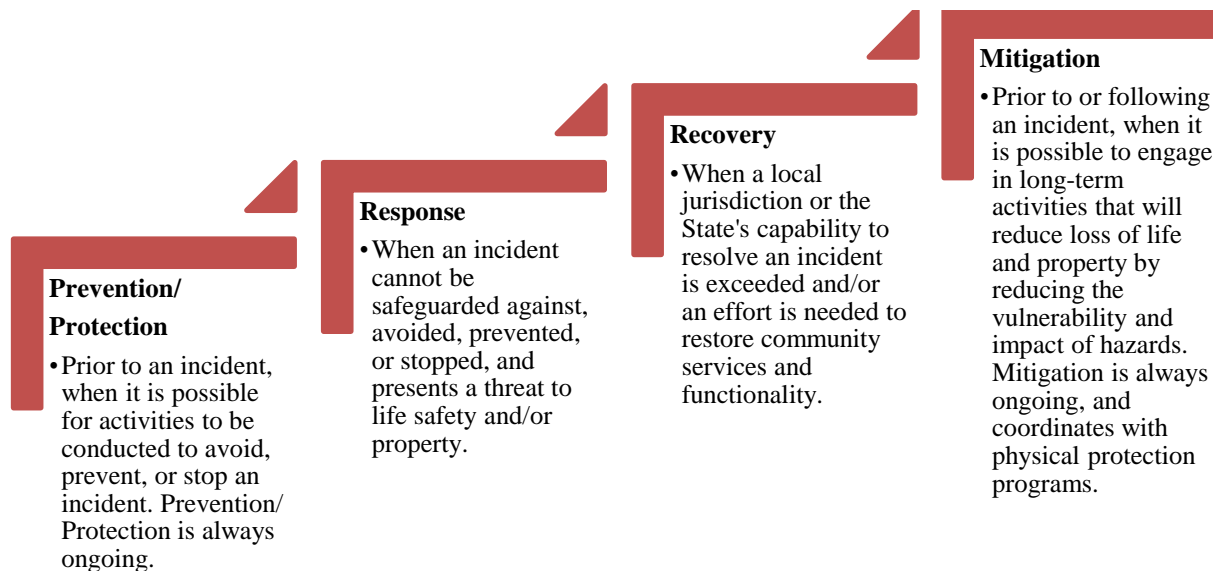 Prevention/
Protection
•Prior to an incident,
when it is possible
for activities to be
conducted to avoid,
prevent, or stop an
incident. Prevention/
Protection is always
ongoing.
Response
•When an incident
cannot be
safeguarded against,
avoided, prevented,
or stopped, and
presents a threat to
life safety and/or
property.
Recovery
•When a local
jurisdiction or the
State's capability to
resolve an incident
is exceeded and/or
an effort is needed to
restore community
services and
functionality.
Mitigation
•Prior to or following
an incident, when it
is possible to engage
in long-term
activities that will
reduce loss of life
and property by
reducing the
vulnerability and
impact of hazards.
Mitigation is always
ongoing, and
coordinates with
physical protection
programs.